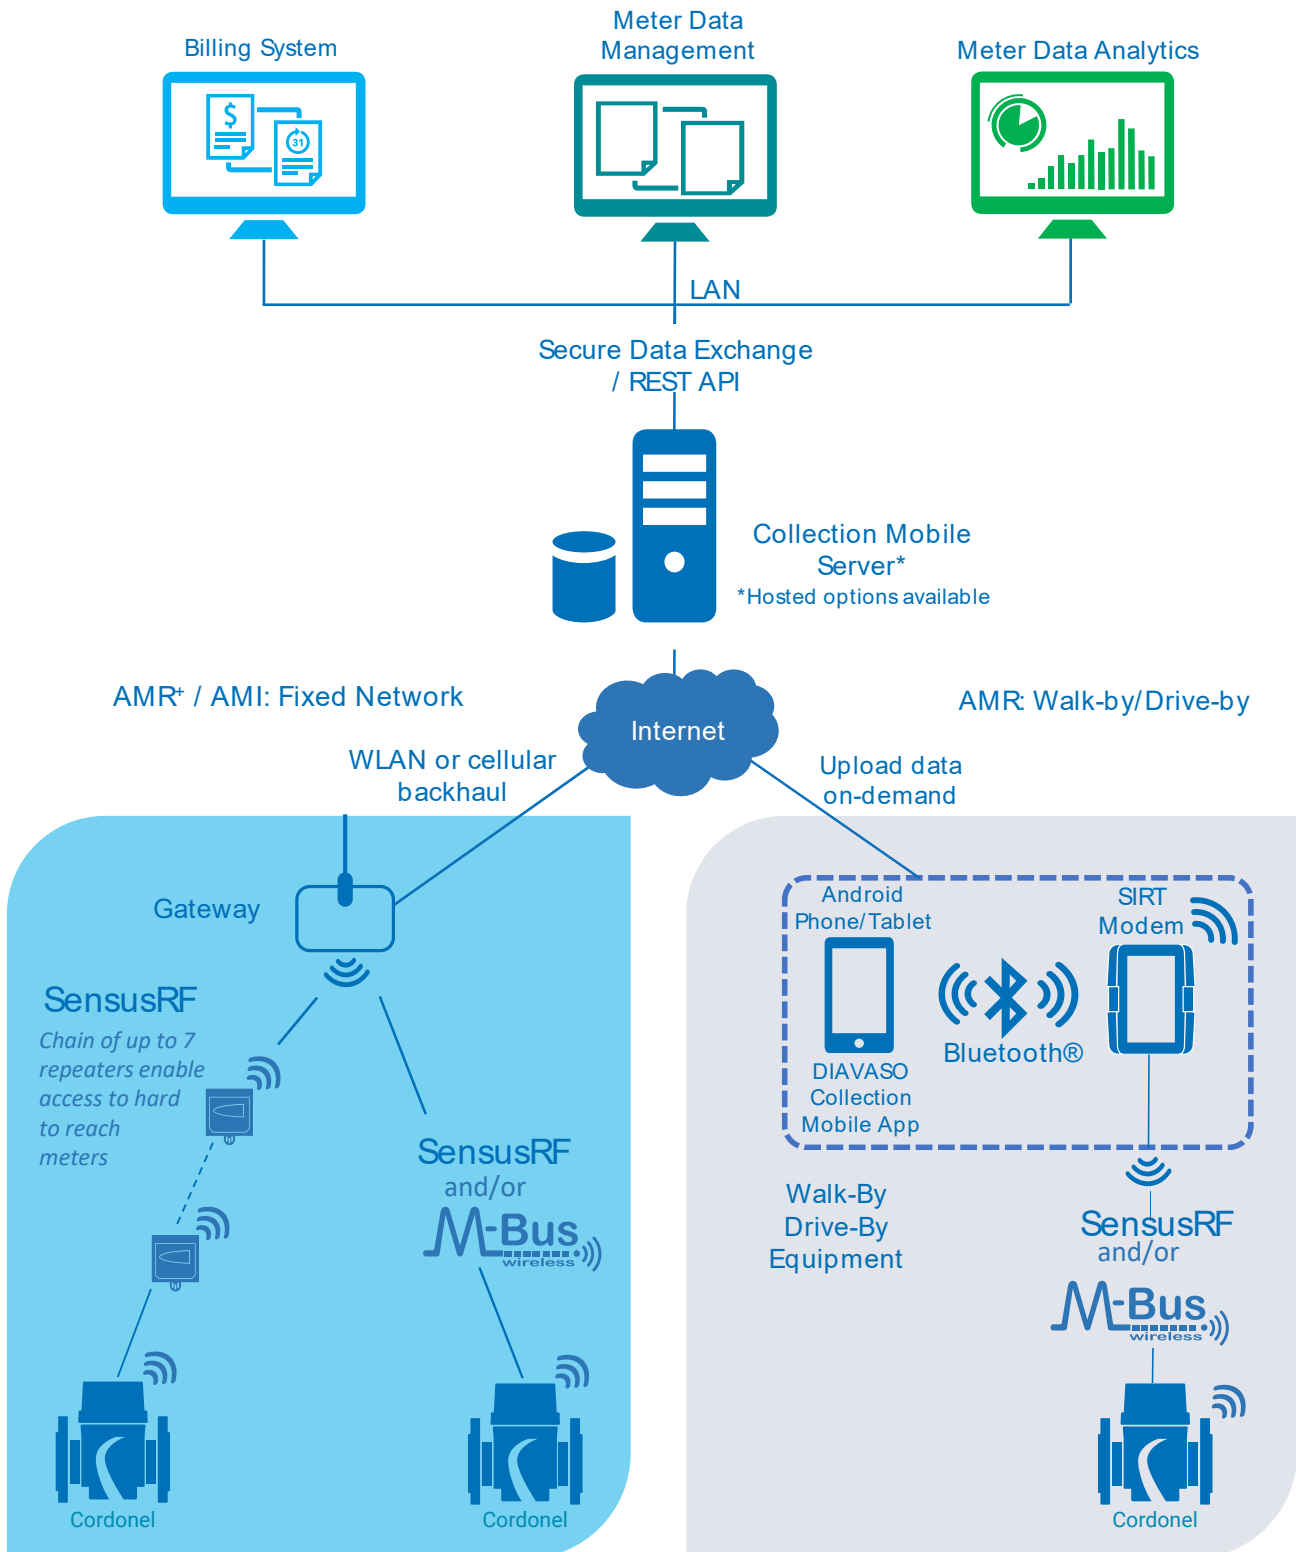 Billing System
Meter Data
Management
Meter Data Analytics
$
31
LAN
Secure Data Exchange
/ REST API
Collection Mobile
Server*
*Hosted options available
AMR+ / AMI: Fixed Network
Internet
AMR: Walk-by/Drive-by
WLAN or cellular
backhaul
Upload data
on-demand
Gateway
SensusRF
Chain of up to 7
repeaters enable
access to hard
to reach
meters
SensusRF
and/or
M-Bus
wireless
Cordonel
Cordonel
Android
Phone/Tablet
SIRT
Modem
Bluetooth®
DIAVASO
Collection
Mobile App
Walk-By
Drive-By
Equipment
SensusRF
and/or
M-Bus
wireless
Cordonel